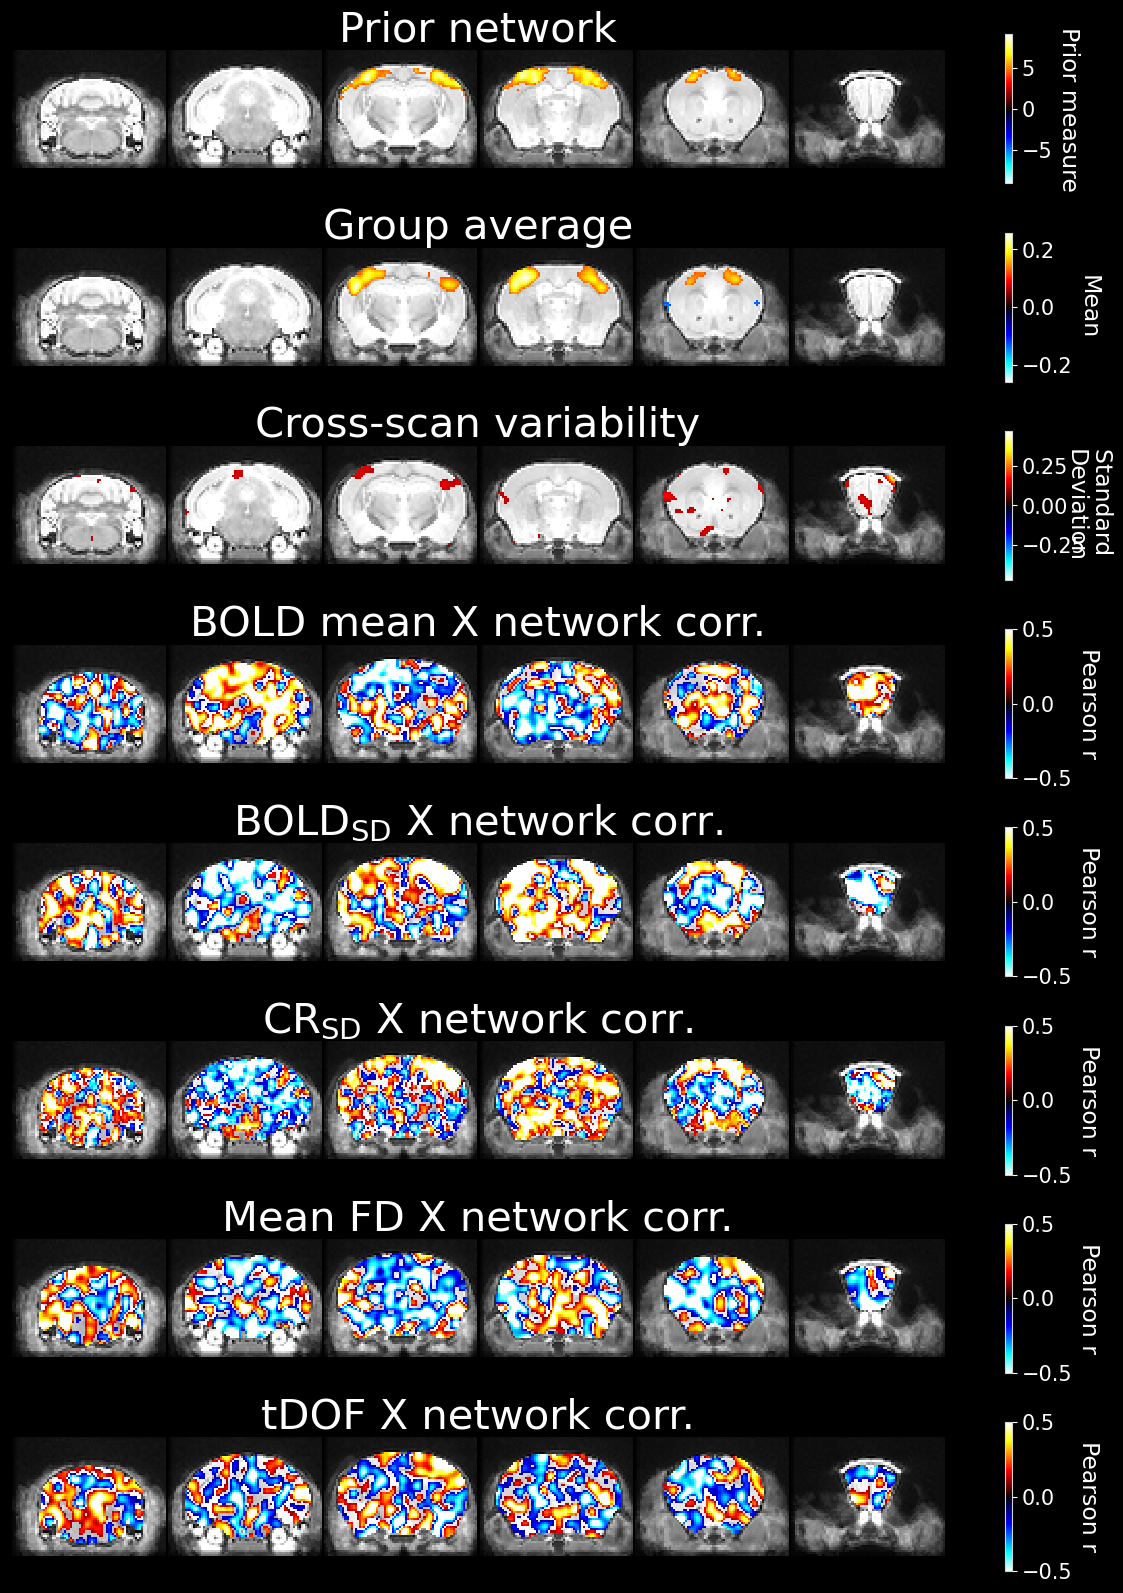 Prior network
5
0
−5
Prior measure
Group average
0.2
0.0
−0.2
Mean
Cross-scan variability
0.25
0.00
−0.25
Standard
Deviation
BOLD mean X network corr.
0.5
0.0
−0.5
Pearson r
BOLD_SD X network corr.
0.5
0.0
−0.5
Pearson r
CR_SD X network corr.
0.5
0.0
−0.5
Pearson r
Mean FD X network corr.
0.5
0.0
−0.5
Pearson r
tDOF X network corr.
0.5
0.0
−0.5
Pearson r